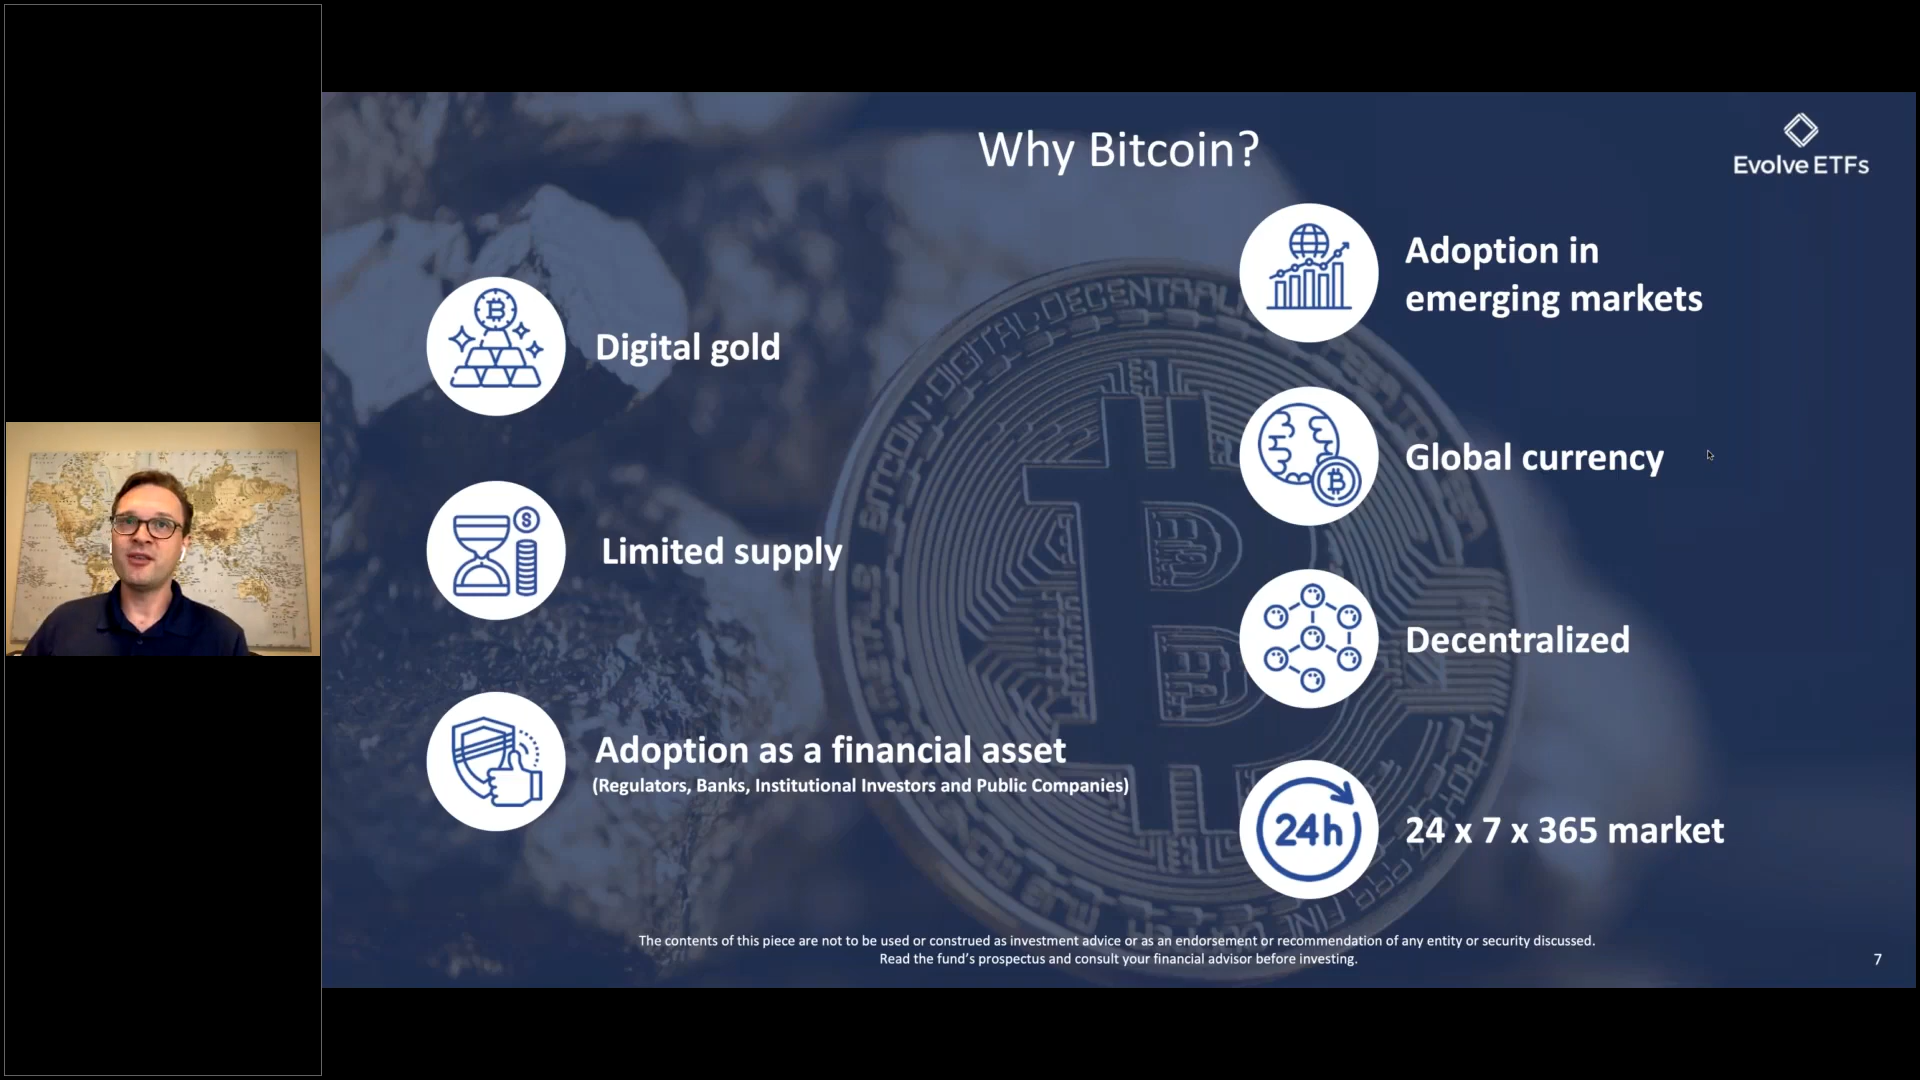 Why Bitcoin?
Evolve ETFs
Digital gold
Limited supply
Adoption as a financial asset
(Regulators, Banks, Institutional Investors and Public Companies)
Adoption in
emerging markets
Global currency
Decentralized
24h
24 x 7 x 365 market
BITCOIN
DIGITAL
DECENTRAL
The contents of this piece are not to be used or construed as investment advice or as an endorsement or recommendation of any entity or security discussed.
Read the fund's prospectus and consult your financial advisor before investing.
7